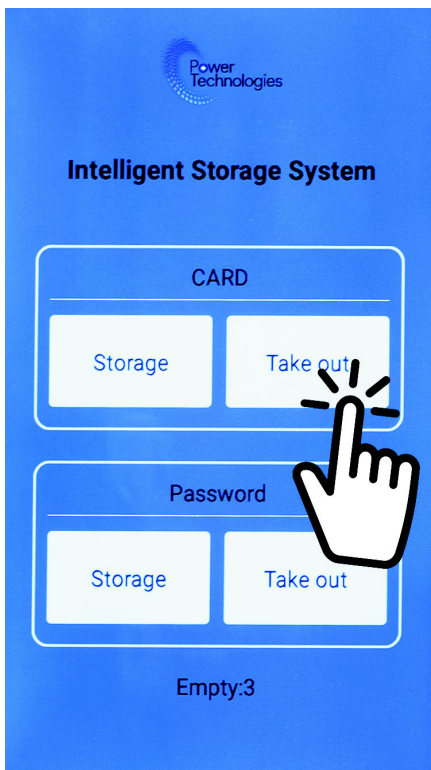 Power
Technologies
Intelligent Storage System
CARD
Storage
Take out
Password
Storage
Take out
Empty:3